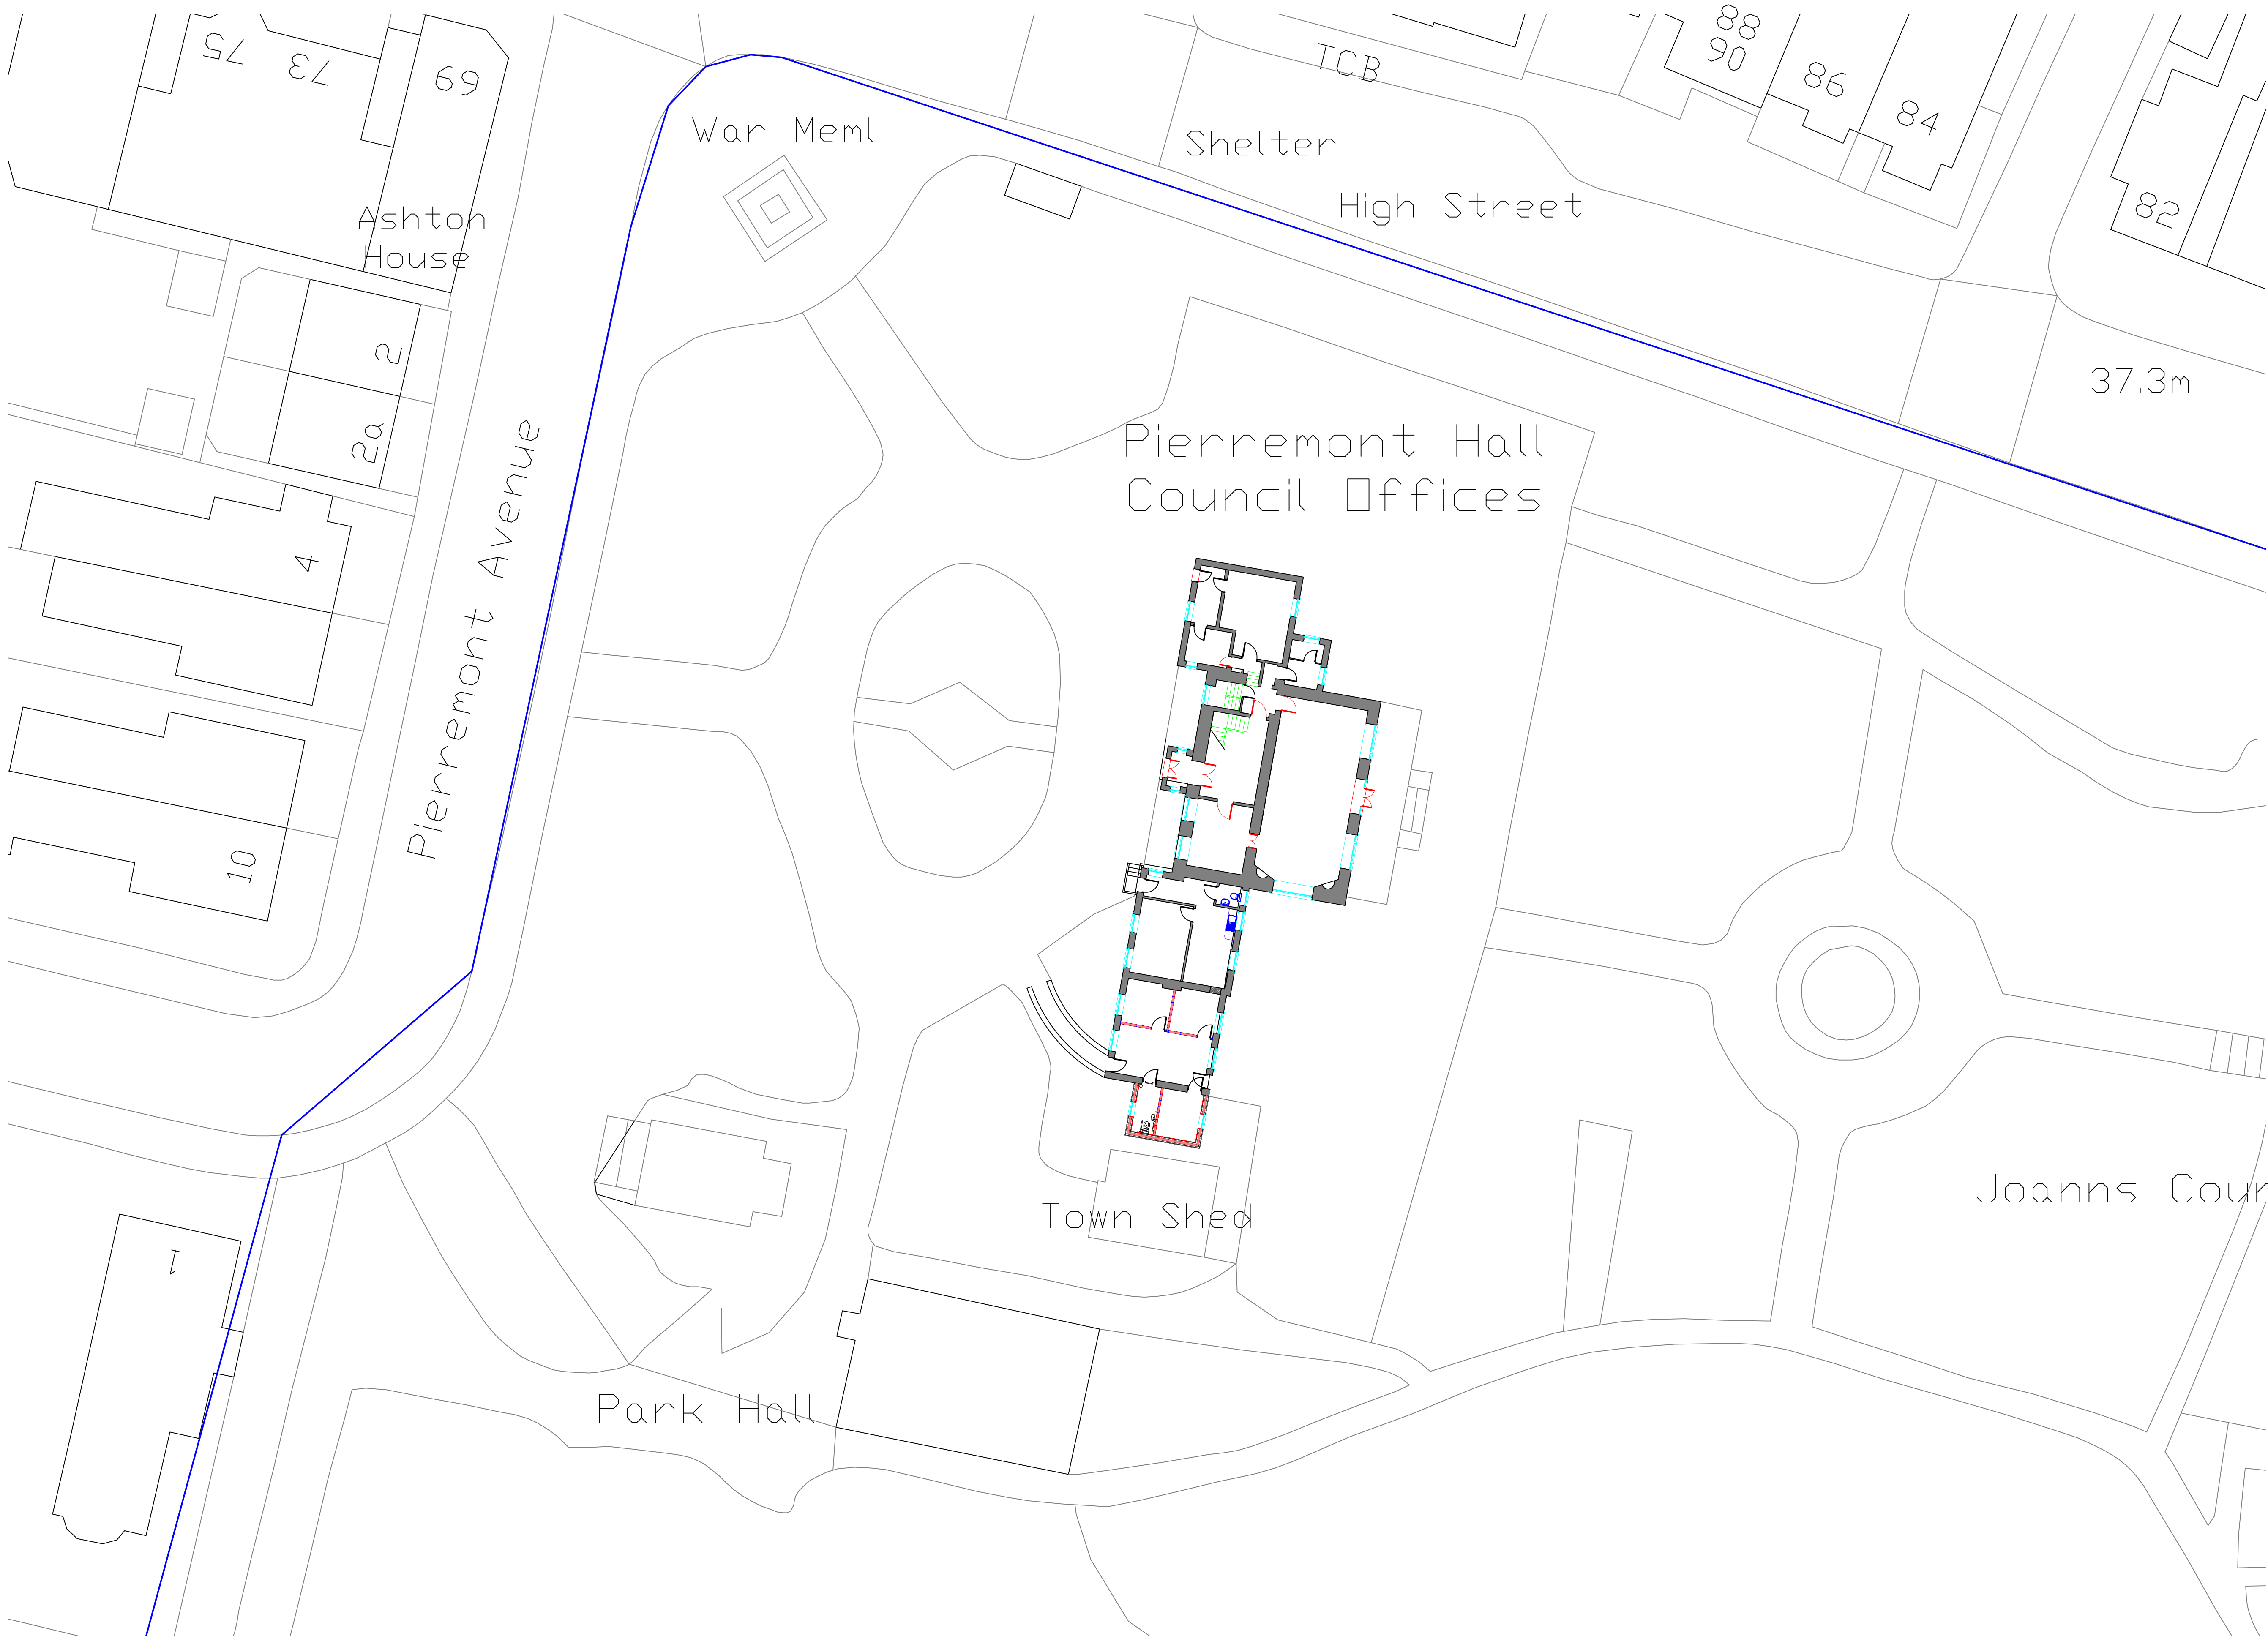 75
73
69
War Meml
TCB
88
90
86
84
Shelter
High Street
82
Ashton
House
2
2a
37.3m
Pierremont Hall
Council Offices
Pierremont Avenue
4
10
1
Town Shed
Joanns Cour
Park Hall